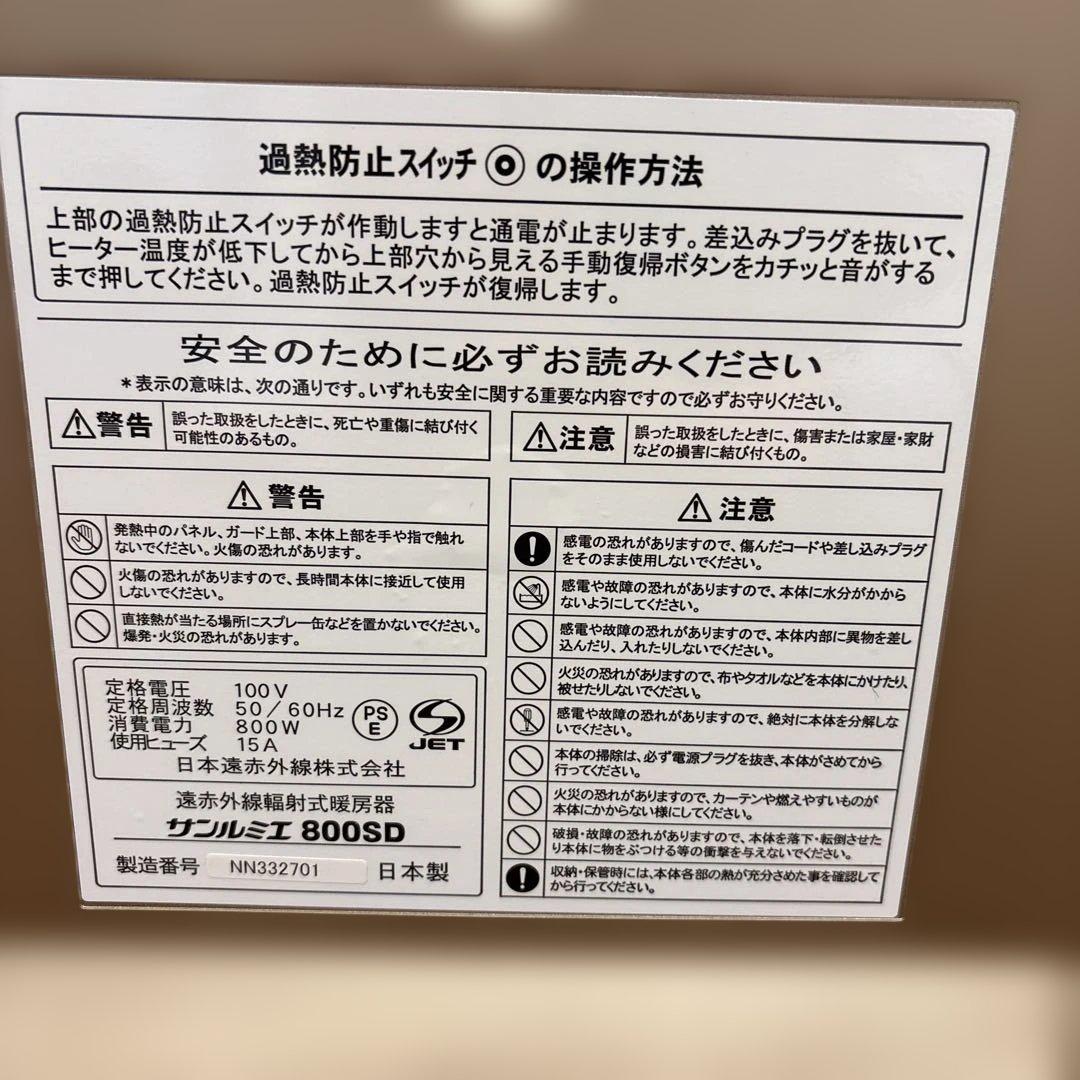 過熱防止スイッチ◎の操作方法
上部の過熱防止スイッチが作動しますと通電が止まります。差込みプラグを抜いて、
ヒーター温度が低下してから上部穴から見える手動復帰ボタンをカチッと音がする
まで押してください。過熱防止スイッチが復帰します。
安全のために必ずお読みください
*表示の意味は、次の通りです。いずれも安全に関する重要な内容ですので必ずお守りください。
⚠警告
誤った取扱をしたときに、死亡や重傷に結び付く
可能性のあるもの。
⚠注意
誤った取扱をしたときに、傷害または家屋・家財
などの損害に結び付くもの。
⚠警告
発熱中のパネル、ガード上部、本体上部を手や指で触れ
ないでください。火傷の恐れがあります。
火傷の恐れがありますので、長時間本体に接近して使用
しないでください。
直接熱が当たる場所にスプレー缶などを置かないでください。
爆発・火災の恐れがあります。
定格電圧 100V
定格周波数 50/60Hz
消費電力 800W
使用ヒューズ 15A
PS
E
JET
日本遠赤外線株式会社
遠赤外線輻射式暖房器
サンルミエ 800SD
製造番号 NN332701 日本製
⚠注意
感電の恐れがありますので、傷んだコードや差し込みプラグ
をそのまま使用しないでください。
感電や故障の恐れがありますので、本体に水分がかから
ないようにしてください。
感電や故障の恐れがありますので、本体内部に異物を差し
込んだり、入れたりしないでください。
火災の恐れがありますので、布やタオルなどを本体にかけたり、
被せたりしないでください。
感電や故障の恐れがありますので、絶対に本体を分解しな
いでください。
本体の掃除は、必ず電源プラグを抜き、本体がさめてから
行ってください。
火災の恐れがありますので、カーテンや燃えやすいものが
本体にかからない様にしてください。
破損・故障の恐れがありますので、本体を落下・転倒させた
り本体に物をぶつける等の衝撃を与えないでください。
収納・保管時には、本体各部の熱が充分さめた事を確認して
から行ってください。